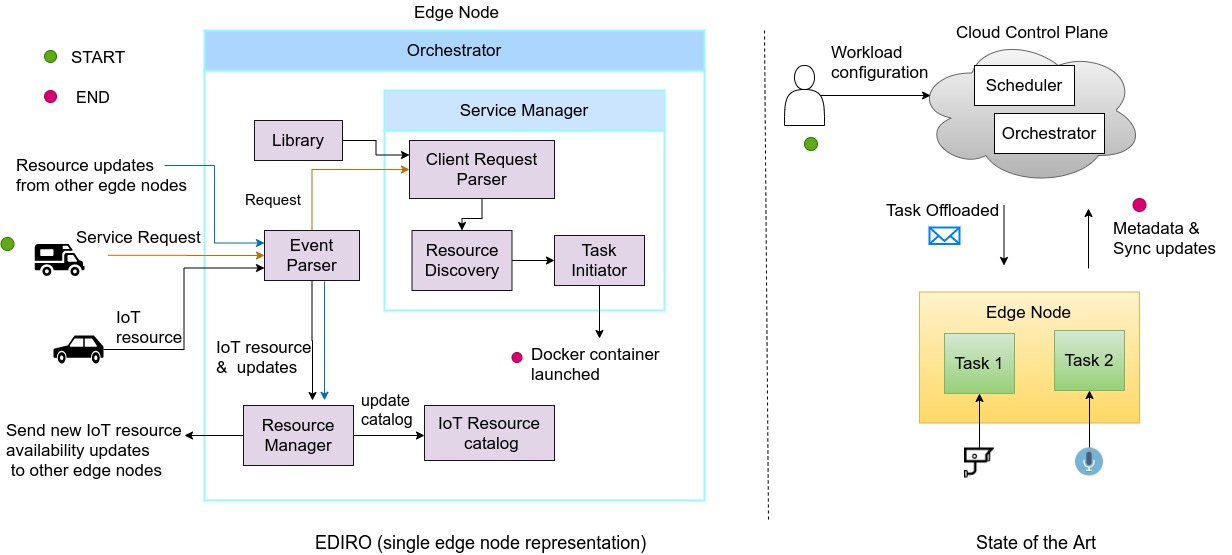 Edge Node
Orchestrator
START
END
Service Manager
Library
Client Request
Parser
Resource updates
from other egde nodes
Request
Service Request
Event
Parser
Resource
Discovery
Task
Initiator
IoT
resource
IoT resource
& updates
Docker container
launched
Send new IoT resource
availability updates
to other edge nodes
Resource
Manager
update
catalog
IoT Resource
catalog
EDIRO (single edge node representation)
Cloud Control Plane
Workload
configuration
Scheduler
Orchestrator
Task Offloaded
Metadata &
Sync updates
Edge Node
Task 1
Task 2
State of the Art